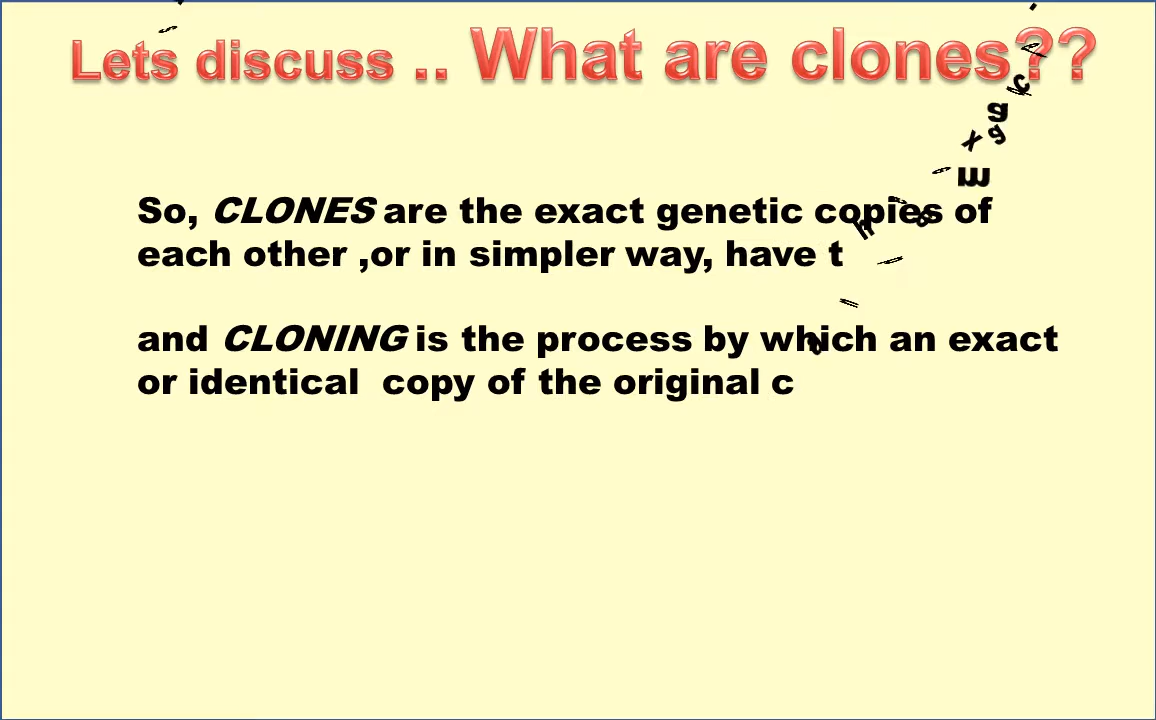 Lets discuss .. What are clones??
So, CLONES are the exact genetic copies of
each other ,or in simpler way, have t
and CLONING is the process by which an exact
or identical  copy of the original c